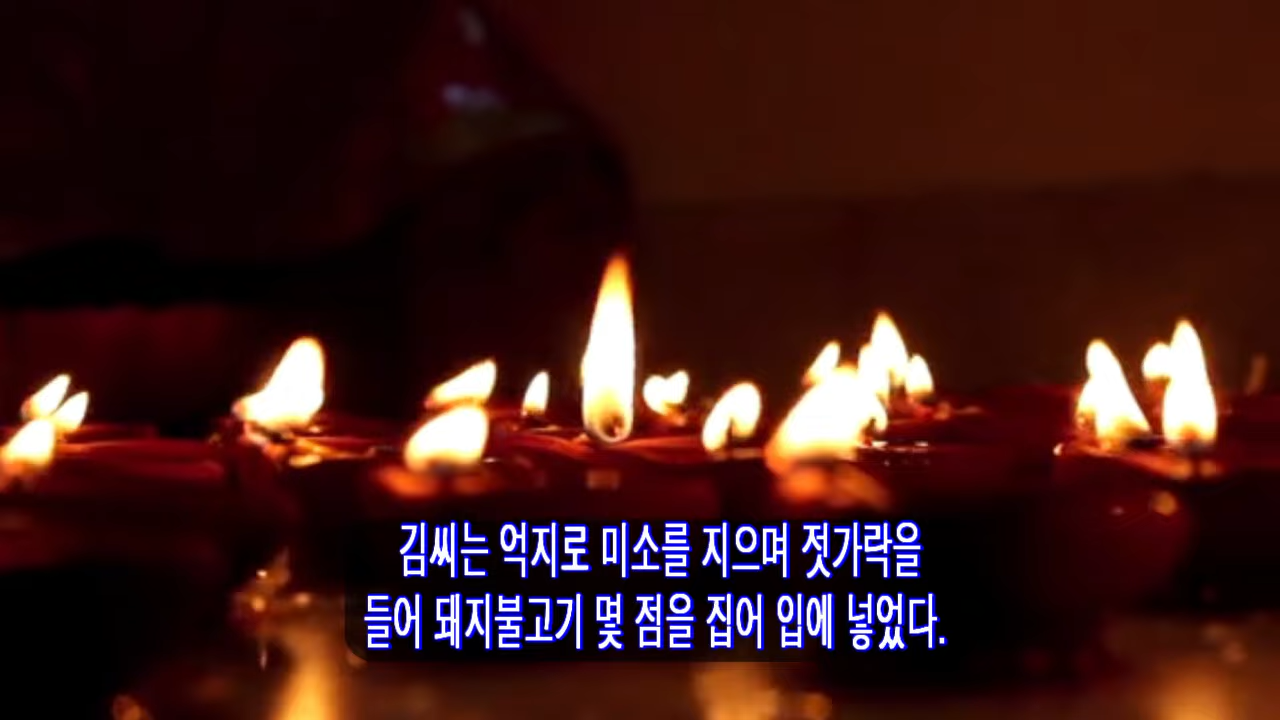 김씨는 억지로 미소를 지으며 젓가락을
들어 돼지불고기 몇 점을 집어 입에 넣었다.